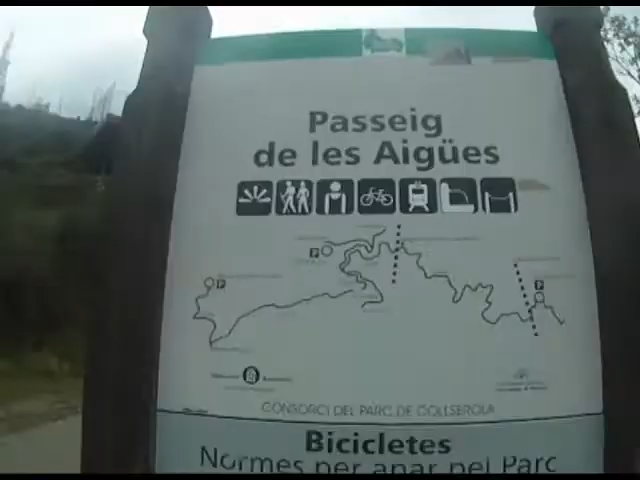 Passeig
de les Aigües
P
P
P
CONSORCI DEL PARC DE COLLSEROLA
Bicicletes
Normes per anar pel Parc